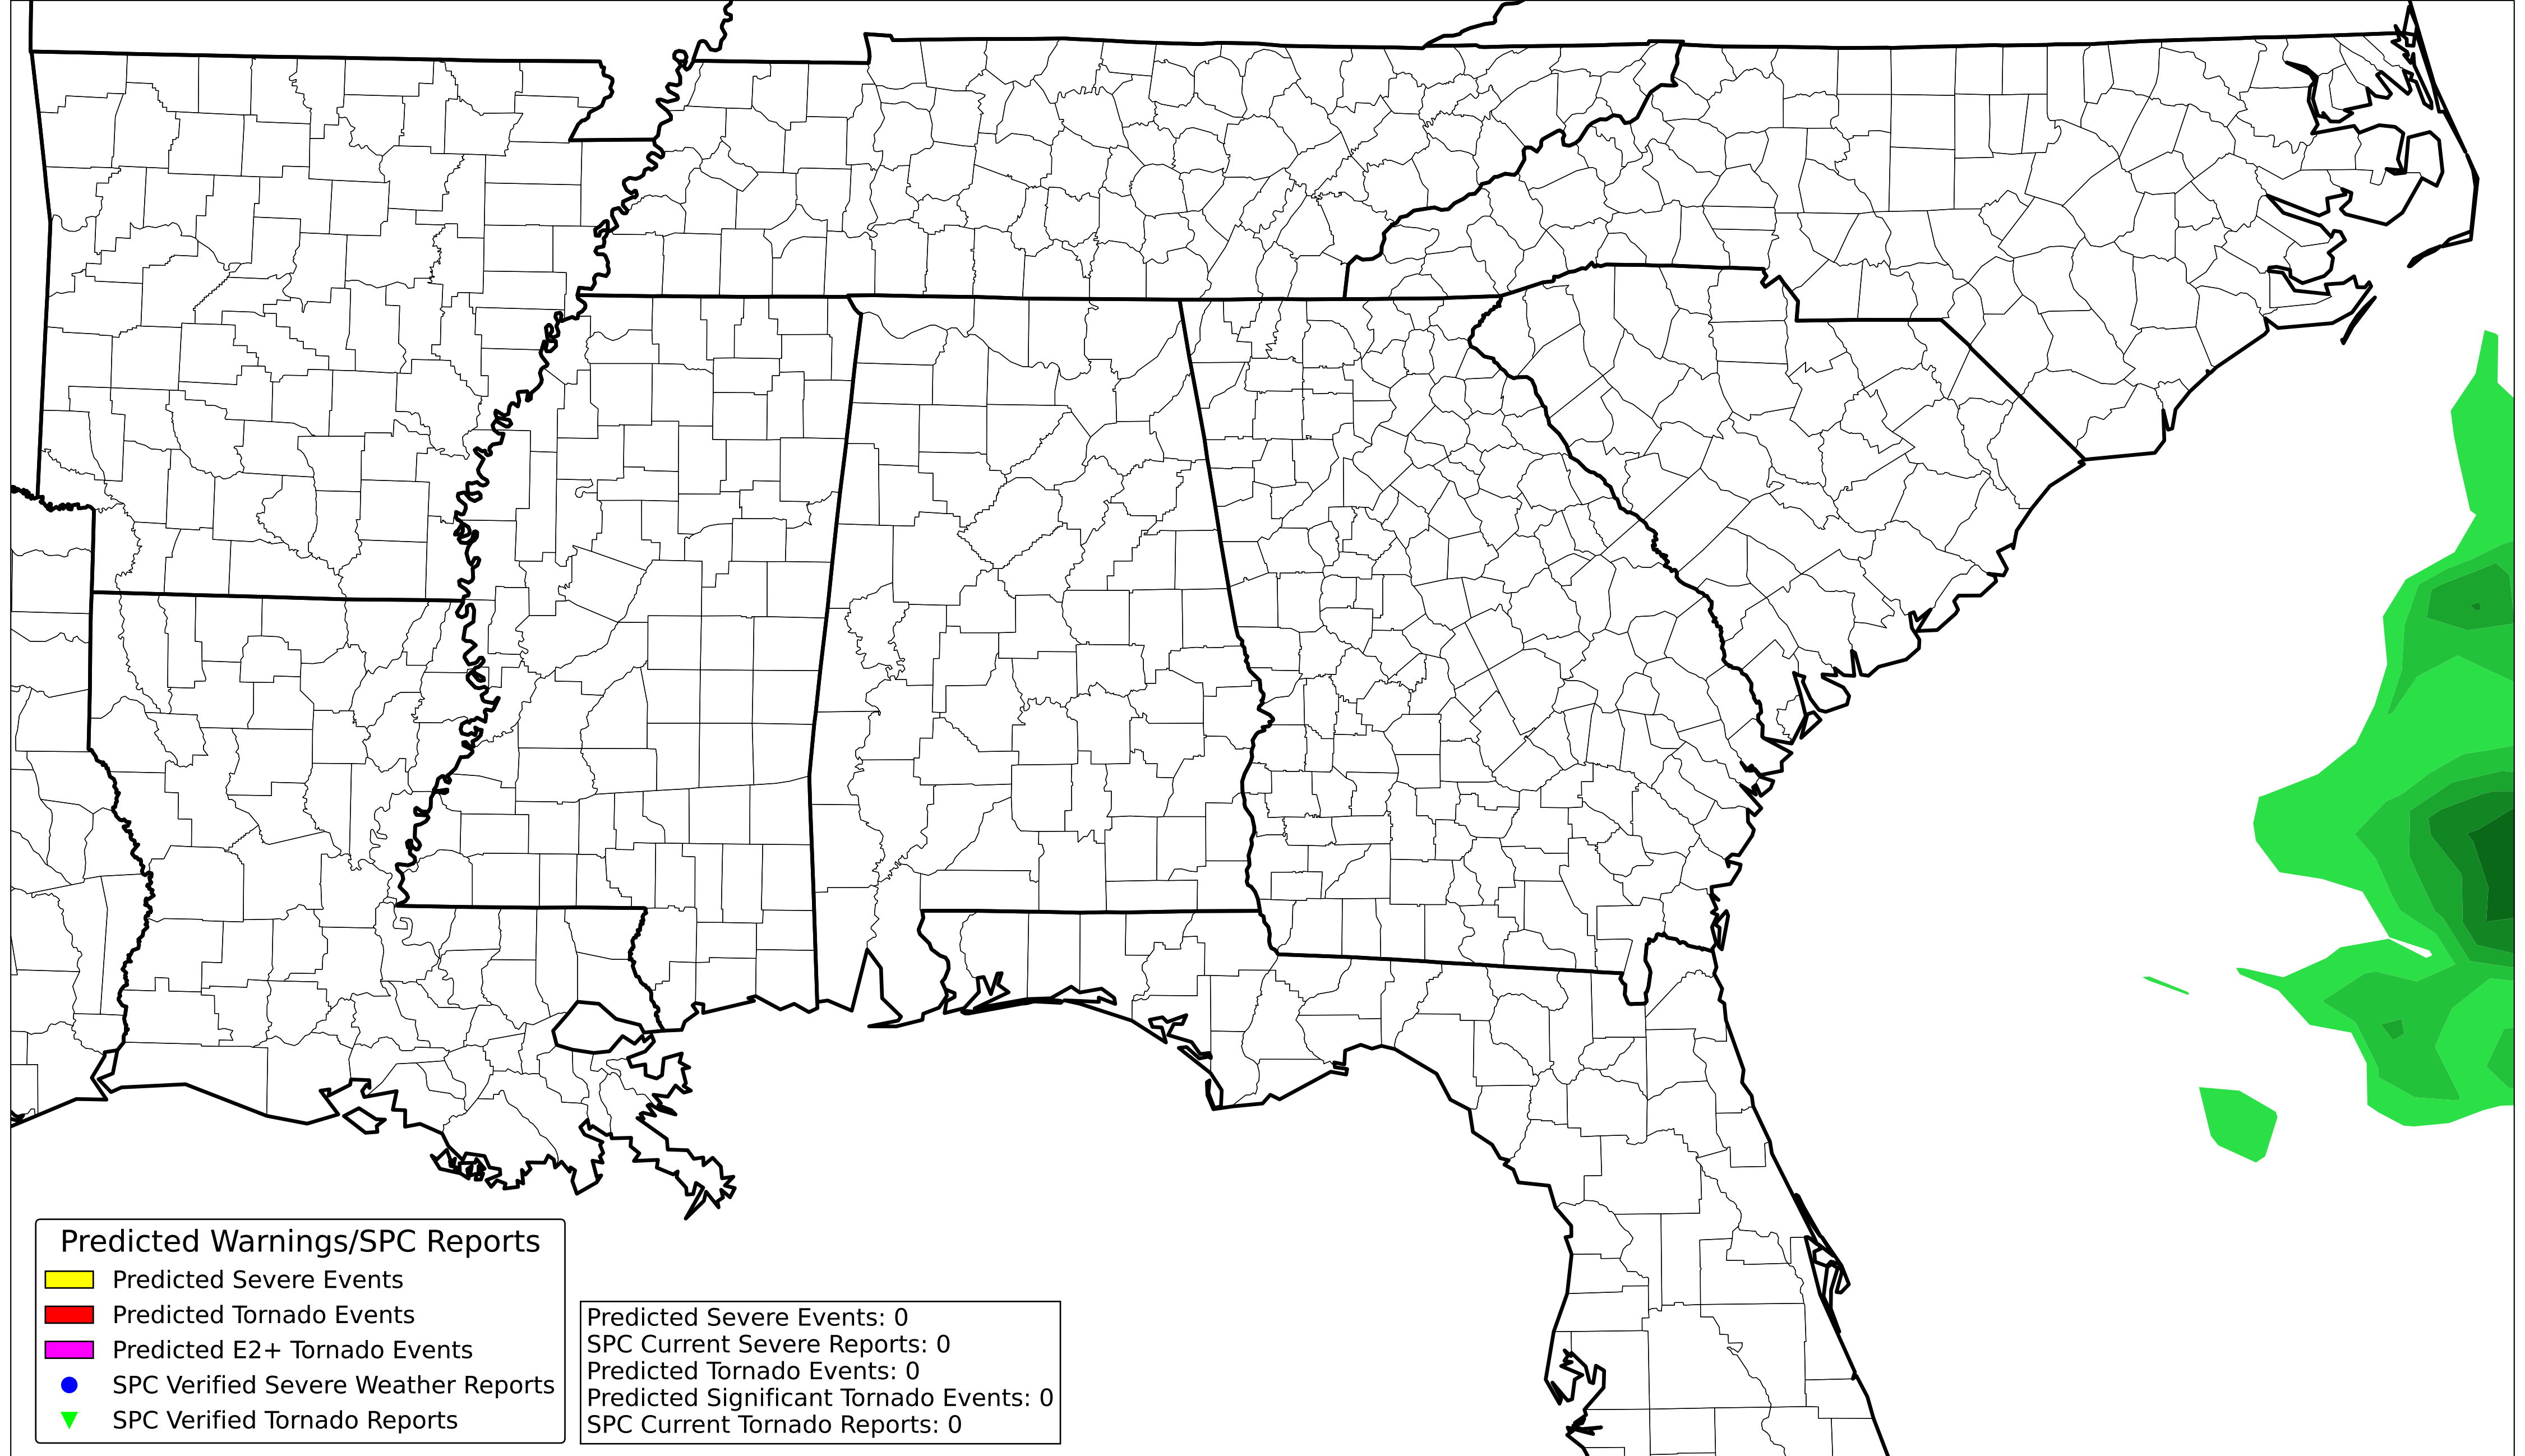 Predicted Warnings/SPC Reports
Predicted Severe Events
Predicted Tornado Events
Predicted E2+ Tornado Events
SPC Verified Severe Weather Reports
SPC Verified Tornado Reports
Predicted Severe Events: 0
SPC Current Severe Reports: 0
Predicted Tornado Events: 0
Predicted Significant Tornado Events: 0
SPC Current Tornado Reports: 0